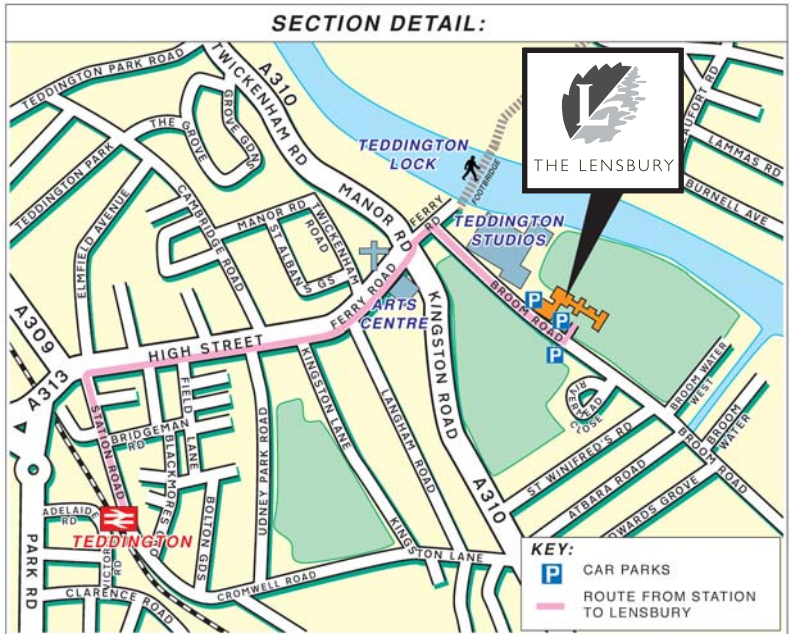 SECTION DETAIL:
TEDDINGTON PARK ROAD
TWICKENHAM RD
A310
GROVE GDNS
THE GROVE
TEDDINGTON PARK
ELMFIELD AVENUE
CAMBRIDGE ROAD
MANOR RD
TWICKENHAM
ROAD
ST ALBANS
GS
MANOR RD
FERRY
RD
TEDDINGTON
LOCK
FOOTBRIDGE
TEDDINGTON
STUDIOS
L
THE LENSBURY
AUFORT RD
LAMMAS RD
BURNELL AVE
ARTS
CENTRE
FERRY ROAD
HIGH STREET
A309
A313
STATION ROAD
BRIDGEMAN
RD
FIELD
LANE
BLACKMORES
BOLTON GDS
UDNEY PARK ROAD
KINGSTON LANE
LANGHAM ROAD
KINGSTON ROAD
A310
BROOM ROAD
P
P
P
RIVERMEAD
CLOSE
BROOM WATER
WEST
BROOM
WATER
BROOM ROAD
ST WINIFRED'S RD
ATBARA ROAD
OWARDS GROVE
KINGSTON LANE
CROMWELL ROAD
ADELAIDE
RD
TEDDINGTON
PARK RD
CLARENCE ROAD
KEY:
P CAR PARKS
ROUTE FROM STATION
TO LENSBURY